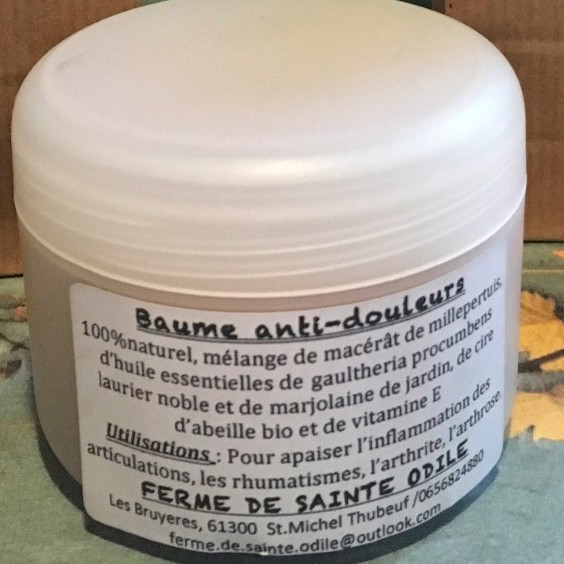 Baume anti-douleurs
100%naturel, mélange de macérât de millepertuis,
d'huile essentielles de gaultheria procumbens
laurier noble et de marjolaine de jardin, de cire
d'abeille bio et de vitamine E
Utilisations : Pour apaiser l'inflammation des
articulations, les rhumatismes, l'arthrite, l'arthrose.
FERME DE SAINTE ODILE
Les Bruyeres, 61300 St.Michel Thubeuf /0656824880
ferme.de.sainte.odile@outlook.com